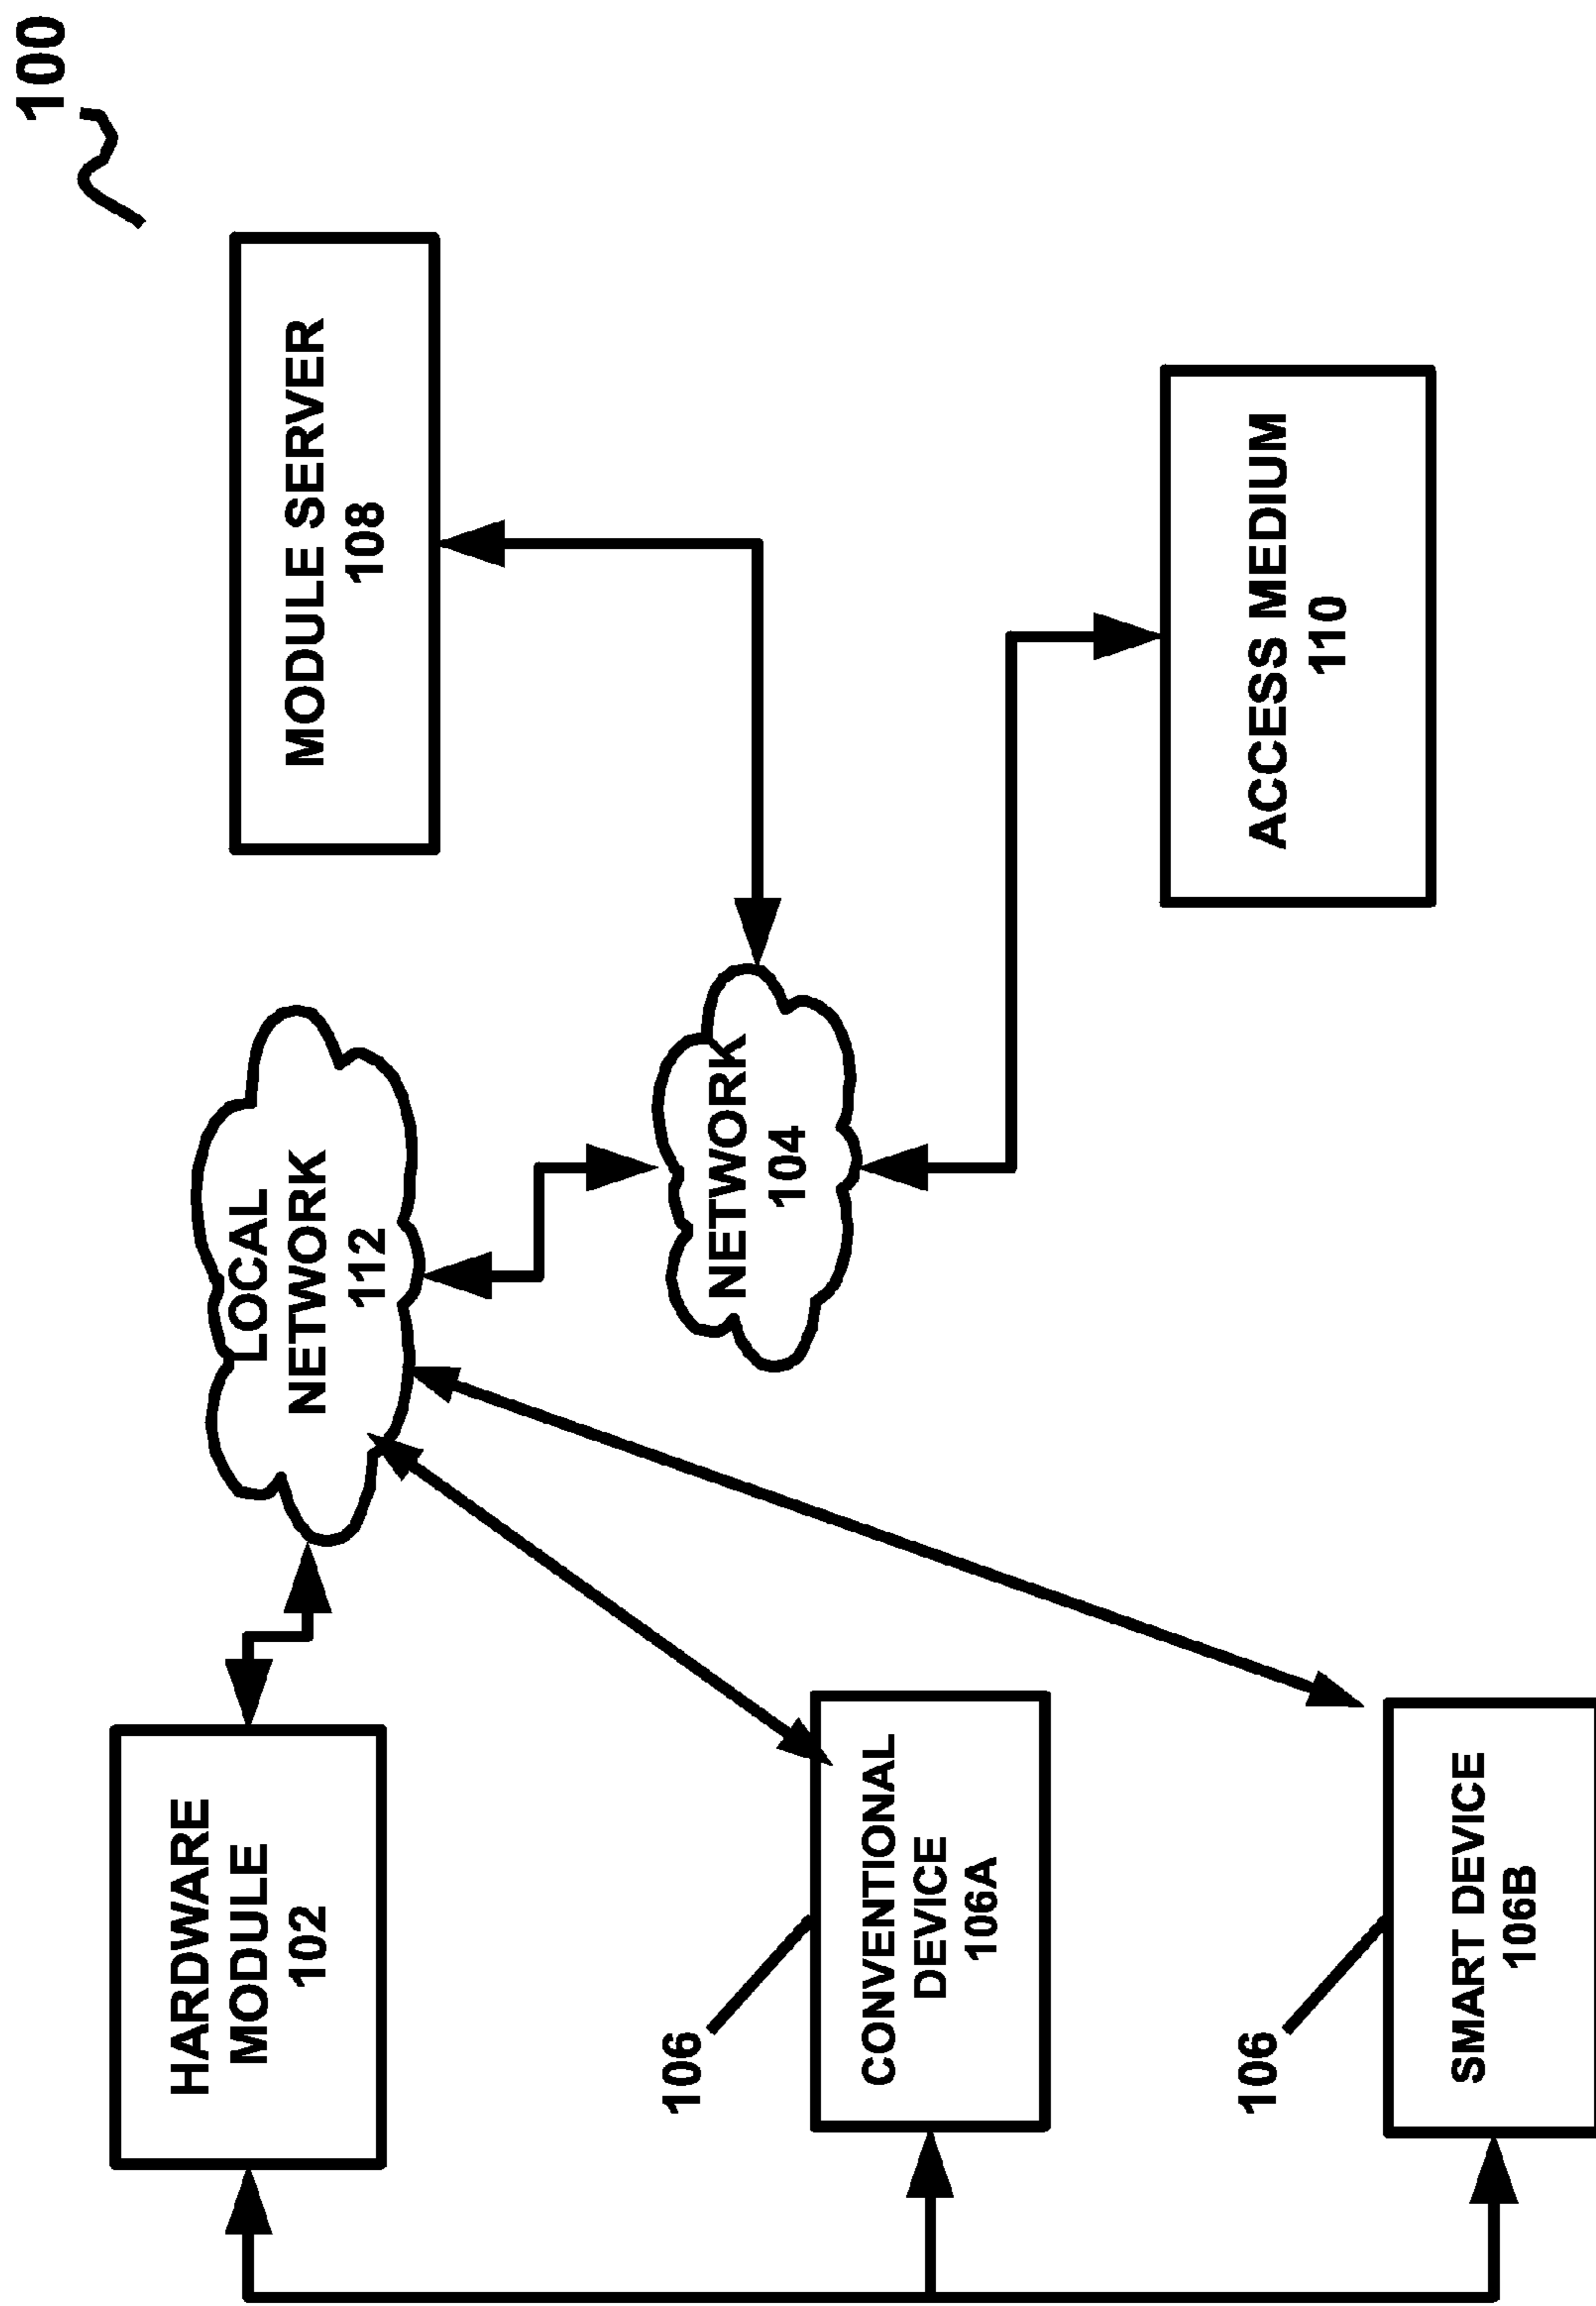 100
HARDWARE
MODULE
102
LOCAL
NETWORK
112
MODULE SERVER
108
106
CONVENTIONAL
DEVICE
106A
NETWORK
104
106
SMART DEVICE
106B
ACCESS MEDIUM
110